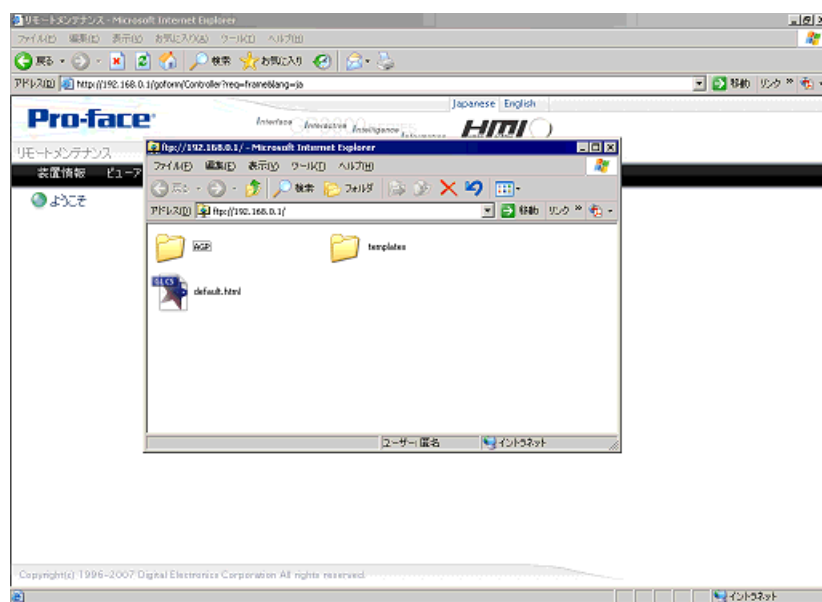 リモートメンテナンス - Microsoft Internet Explorer
ファイル(F) 編集(E) 表示(V) お気に入り(A) ツール(T) ヘルプ(H)
戻る 検索 お気に入り
アドレス(D) http://192.168.0.1/goform/Controller?req=frame&lang=ja 移動 リンク »
Japanese English
Pro-face
Interface Interactive Intelligence
HMI
リモートメンテナンス
装置情報 ビューア
ようこそ
ftp://192.168.0.1/ - Microsoft Internet Explorer
ファイル(F) 編集(E) 表示(V) ツール(T) ヘルプ(H)
戻る 検索 フォルダ
アドレス(D) ftp://192.168.0.1/ 移動 リンク »
templates
default.html
ユーザー: 匿名 イントラネット
Copyright(c) 1996-2007 Digital Electronics Corporation All rights reserved.
イントラネット